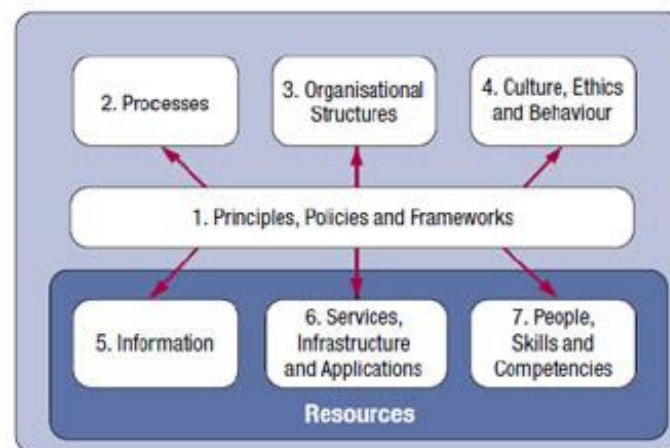 2. Processes
3. Organisational
Structures
4. Culture, Ethics
and Behaviour
1. Principles, Policies and Frameworks
5. Information
6. Services,
Infrastructure
and Applications
7. People,
Skills and
Competencies
Resources